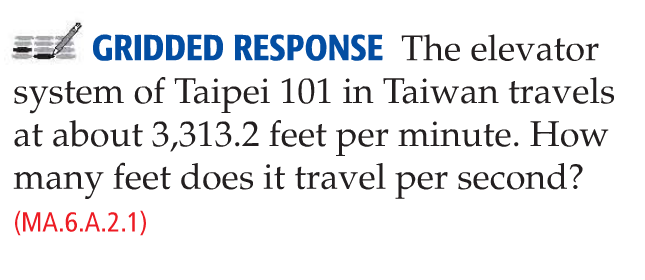 GRIDDED RESPONSE The elevator
system of Taipei 101 in Taiwan travels
at about 3,313.2 feet per minute. How
many feet does it travel per second?
(MA.6.A.2.1)